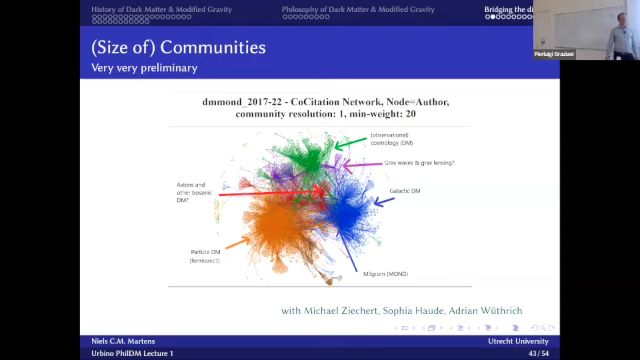 History of Dark Matter & Modified Gravity
Philosophy of Dark Matter & Modified Gravity
Bridging the di
(Size of) Communities
Very very preliminary
Pierluigi Graziani
dmmond_2017-22 - CoCitation Network, Node=Author,
community resolution: 1, min-weight: 20
(observational)
cosmology (DM)
Grav waves & grav lensing?
Axions and
other bosonic
DM?
Galactic DM
Particle DM
(fermionic?)
Milgrom (MOND)
with Michael Ziechert, Sophia Haude, Adrian Wüthrich
Niels C.M. Martens
Utrecht University
Urbino PhilDM Lecture 1
43 / 54